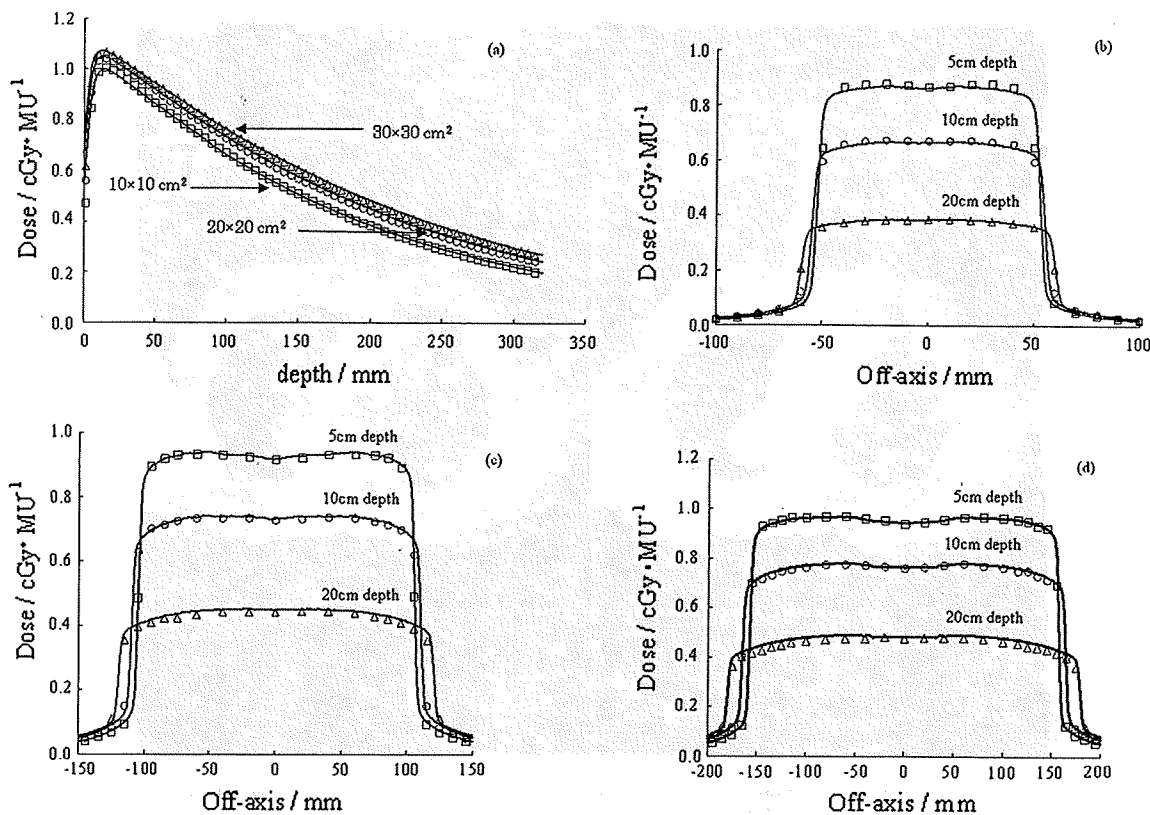 (a)
Dose / cGy· MU⁻¹
1.2
1.0
0.8
0.6
0.4
0.2
0.0
30×30 cm²
10×10 cm²
20×20 cm²
0 50 100 150 200 250 300 350
depth / mm
(b)
Dose / cGy· MU⁻¹
1.0
0.8
0.6
0.4
0.2
0.0
5cm depth
10cm depth
20cm depth
-100 -50 0 50 100
Off-axis / mm
(c)
Dose / cGy· MU⁻¹
1.0
0.8
0.6
0.4
0.2
0.0
5cm depth
10cm depth
20cm depth
-150 -100 -50 0 50 100 150
Off-axis / mm
(d)
Dose / cGy · MU⁻¹
1.2
1.0
0.8
0.6
0.4
0.2
0.0
5cm depth
10cm depth
20cm depth
-200 -150 -100 -50 0 50 100 150 200
Off-axis / mm